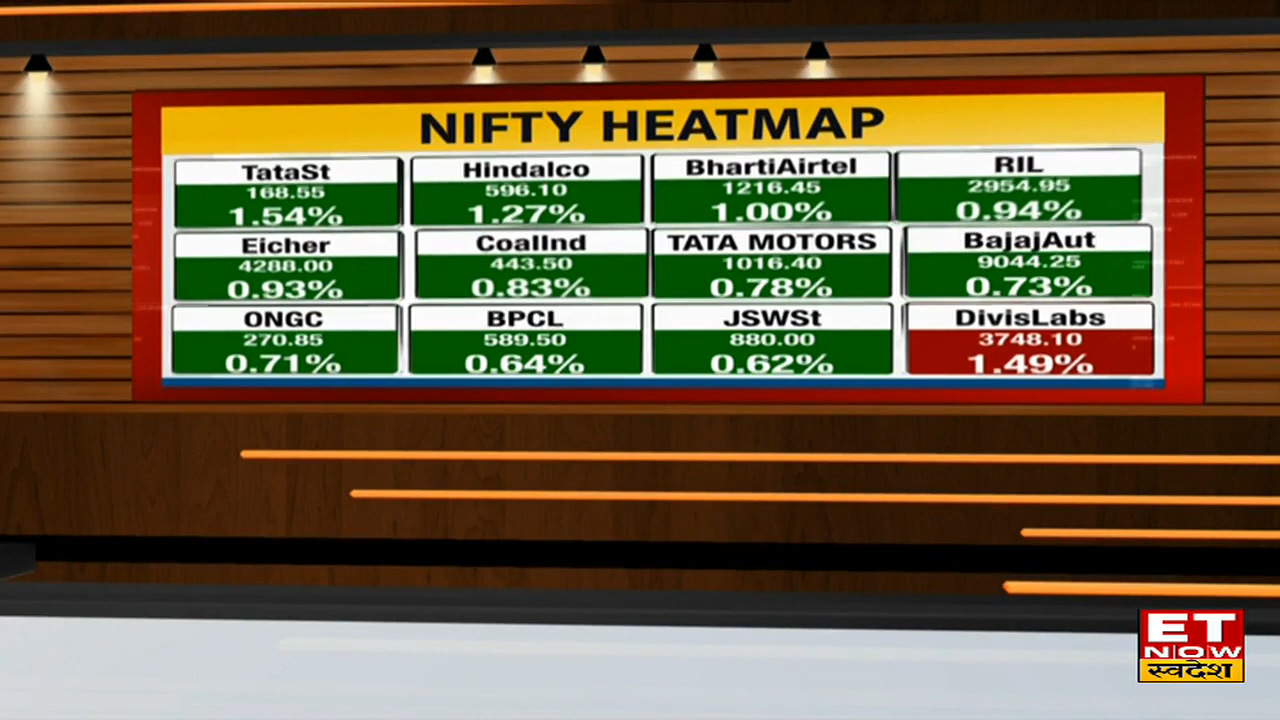 NIFTY HEATMAP
TataSt Hindalco BhartiAirtel RIL
168.55 596.10 1216.45 2954.95
1.54% 1.27% 1.00% 0.94%
Eicher CoalInd TATA MOTORS BajajAut
4288.00 443.50 1016.40 9044.25
0.93% 0.83% 0.78% 0.73%
ONGC BPCL JSWSt DivisLabs
270.85 589.50 880.00 3748.10
0.71% 0.64% 0.62% 1.49%
ET
NOW
स्वदेश